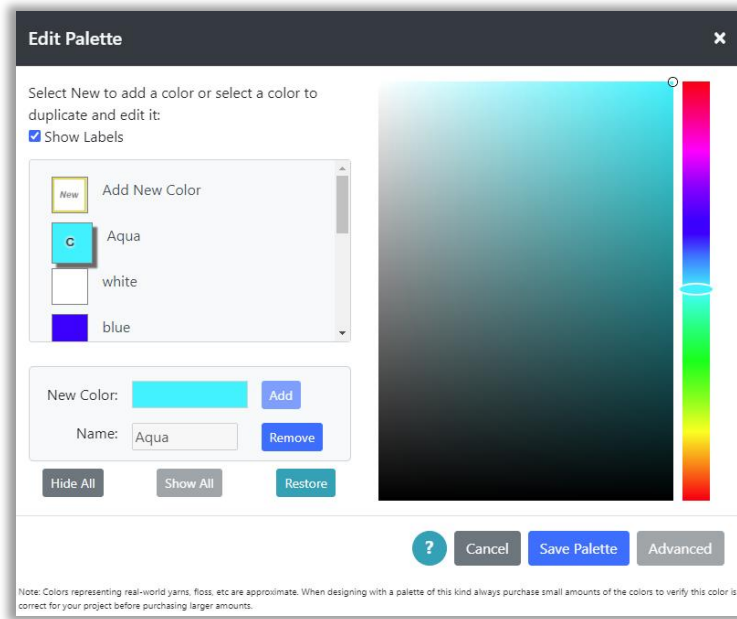 Edit Palette ×
Select New to add a color or select a color to
duplicate and edit it:
Show Labels
New Add New Color
C Aqua
white
blue
New Color: Add
Name: Aqua Remove
Hide All Show All Restore
? Cancel Save Palette Advanced
Note: Colors representing real-world yarns, floss, etc are approximate. When designing with a palette of this kind always purchase small amounts of the colors to verify this color is
correct for your project before purchasing larger amounts.